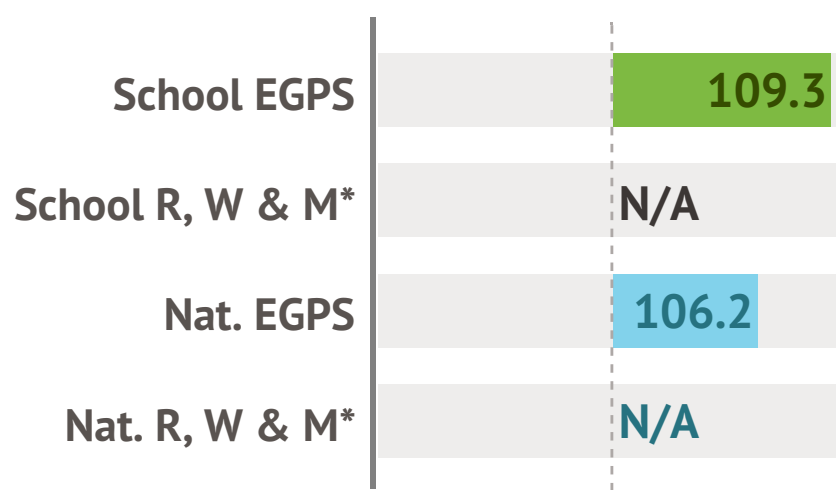 School EGPS 109.3
School R, W & M* N/A
Nat. EGPS 106.2
Nat. R, W & M* N/A